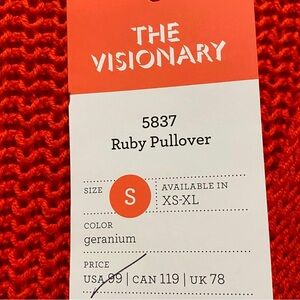 THE
VISIONARY
5837
Ruby Pullover
SIZE
S
AVAILABLE IN
XS-XL
COLOR
geranium
PRICE
USA 99 | CAN 119 | UK 78